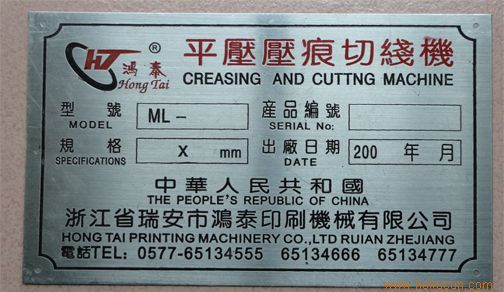 HT 鴻泰 ® 平壓壓痕切綫機
Hong Tai CREASING AND CUTTNG MACHINE
型號 ML- 産品編號
MODEL SERIAL No:
規格 X mm 出廠日期 200 年 月
SPECIFICATIONS DATE
中華人民共和國
THE PEOPLE'S REPUBLIC OF CHINA
浙江省瑞安市鴻泰印刷機械有限公司
HONG TAI PRINTING MACHINERY CO.,LTD RUIAN ZHEJIANG
電話TEL: 0577-65134555 65134666 65134777